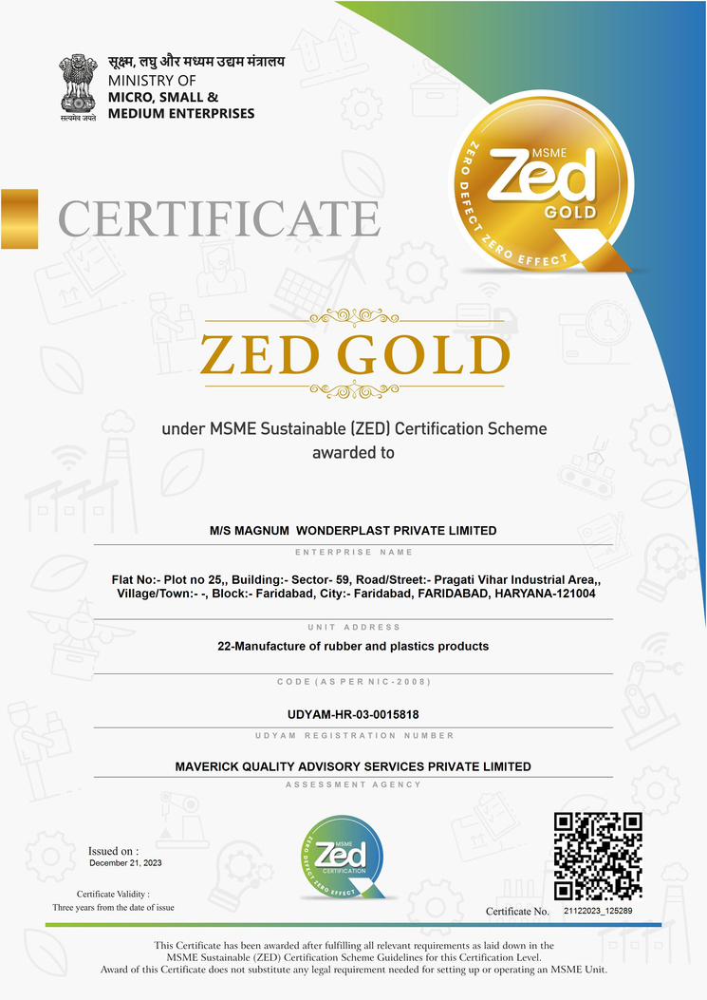 सूक्ष्म, लघु और मध्यम उद्यम मंत्रालय
MINISTRY OF
MICRO, SMALL &
MEDIUM ENTERPRISES
सत्यमेव जयते
MSME
Zed
GOLD
ZERO DEFECT ZERO EFFECT
CERTIFICATE
ZED GOLD
under MSME Sustainable (ZED) Certification Scheme
awarded to
M/S MAGNUM WONDERPLAST PRIVATE LIMITED
ENTERPRISE NAME
Flat No:- Plot no 25,, Building:- Sector- 59, Road/Street:- Pragati Vihar Industrial Area,,
Village/Town:- -, Block:- Faridabad, City:- Faridabad, FARIDABAD, HARYANA-121004
UNIT ADDRESS
22-Manufacture of rubber and plastics products
CODE (AS PER NIC-2008)
UDYAM-HR-03-0015818
UDYAM REGISTRATION NUMBER
MAVERICK QUALITY ADVISORY SERVICES PRIVATE LIMITED
ASSESSMENT AGENCY
Issued on :
December 21, 2023
Certificate Validity :
Three years from the date of issue
MSME
Zed
CERTIFICATION
ZERO DEFECT ZERO EFFECT
Certificate No. 21122023_125289
This Certificate has been awarded after fulfilling all relevant requirements as laid down in the
MSME Sustainable (ZED) Certification Scheme Guidelines for this Certification Level.
Award of this Certificate does not substitute any legal requirement needed for setting up or operating an MSME Unit.